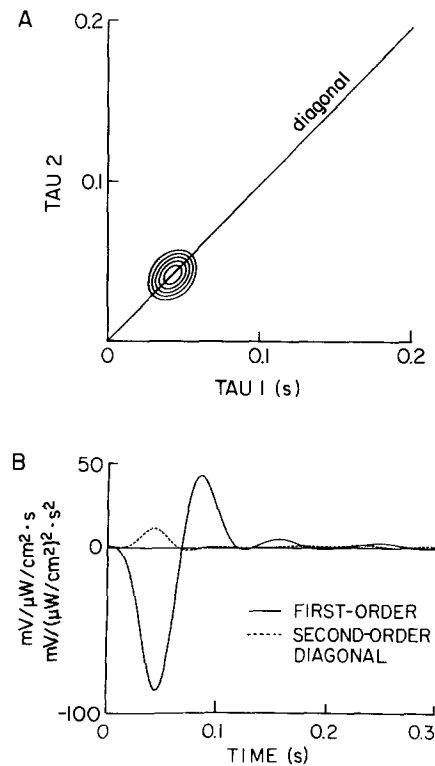 A
0.2
diagonal
TAU 2
0.1
0
0.1
0.2
TAU 1 (s)
B
50
mV/μW/cm²·s
mV/(μW/cm²)²·s²
0
FIRST-ORDER
SECOND-ORDER
DIAGONAL
-100
0
0.1
0.2
0.3
TIME (s)